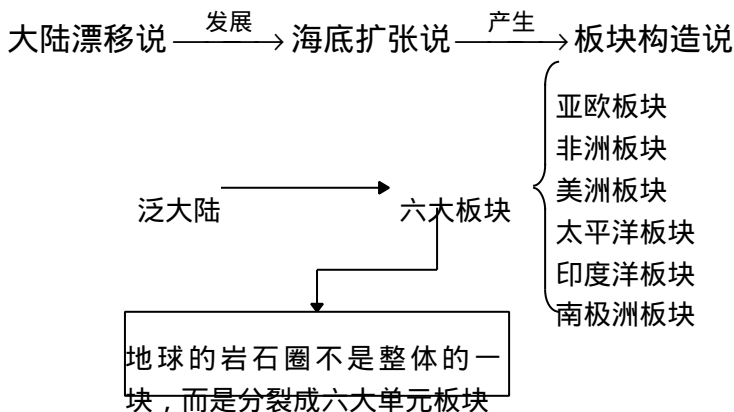 大陆漂移说 发展 海底扩张说 产生 板块构造说
亚欧板块
非洲板块
美洲板块
泛大陆 六大板块
太平洋板块
印度洋板块
南极洲板块
地球的岩石圈不是整体的一
块，而是分裂成六大单元板块